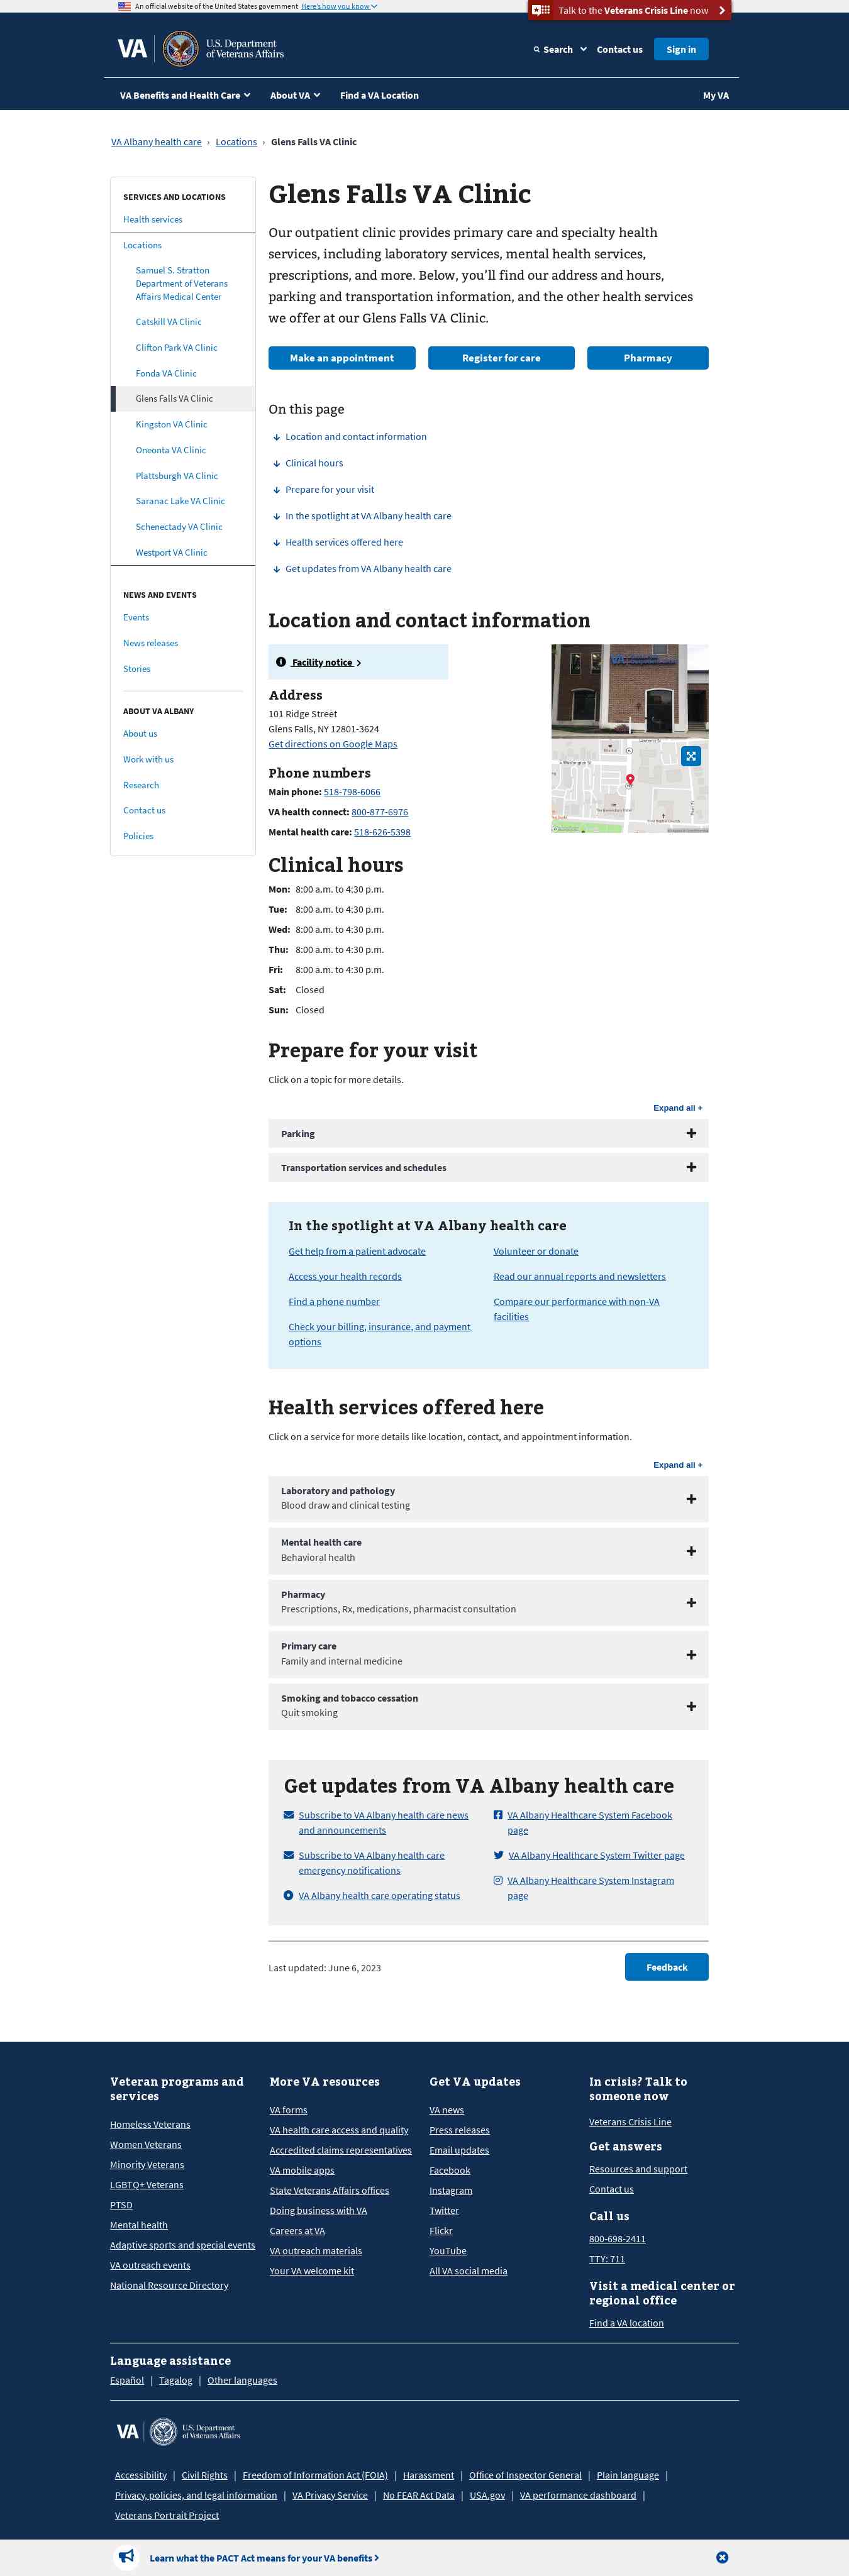 An official website of the United States government Here's how you know
Talk to the Veterans Crisis Line now
VA
U.S. Department
of Veterans Affairs
Search
Contact us
Sign in
VA Benefits and Health Care
About VA
Find a VA Location
My VA
VA Albany health care › Locations › Glens Falls VA Clinic
SERVICES AND LOCATIONS
Health services
Locations
Samuel S. Stratton
Department of Veterans
Affairs Medical Center
Catskill VA Clinic
Clifton Park VA Clinic
Fonda VA Clinic
Glens Falls VA Clinic
Kingston VA Clinic
Oneonta VA Clinic
Plattsburgh VA Clinic
Saranac Lake VA Clinic
Schenectady VA Clinic
Westport VA Clinic
NEWS AND EVENTS
Events
News releases
Stories
ABOUT VA ALBANY
About us
Work with us
Research
Contact us
Policies
Glens Falls VA Clinic
Our outpatient clinic provides primary care and specialty health
services, including laboratory services, mental health services,
prescriptions, and more. Below, you’ll find our address and hours,
parking and transportation information, and the other health services
we offer at our Glens Falls VA Clinic.
Make an appointment
Register for care
Pharmacy
On this page
Location and contact information
Clinical hours
Prepare for your visit
In the spotlight at VA Albany health care
Health services offered here
Get updates from VA Albany health care
Location and contact information
Facility notice
Address
101 Ridge Street
Glens Falls, NY 12801-3624
Get directions on Google Maps
Phone numbers
Main phone: 518-798-6066
VA health connect: 800-877-6976
Mental health care: 518-626-5398
Clinical hours
Mon: 8:00 a.m. to 4:30 p.m.
Tue: 8:00 a.m. to 4:30 p.m.
Wed: 8:00 a.m. to 4:30 p.m.
Thu: 8:00 a.m. to 4:30 p.m.
Fri: 8:00 a.m. to 4:30 p.m.
Sat: Closed
Sun: Closed
Prepare for your visit
Click on a topic for more details.
Expand all +
Parking
Transportation services and schedules
In the spotlight at VA Albany health care
Get help from a patient advocate
Access your health records
Find a phone number
Check your billing, insurance, and payment
options
Volunteer or donate
Read our annual reports and newsletters
Compare our performance with non-VA
facilities
Health services offered here
Click on a service for more details like location, contact, and appointment information.
Expand all +
Laboratory and pathology
Blood draw and clinical testing
Mental health care
Behavioral health
Pharmacy
Prescriptions, Rx, medications, pharmacist consultation
Primary care
Family and internal medicine
Smoking and tobacco cessation
Quit smoking
Get updates from VA Albany health care
Subscribe to VA Albany health care news
and announcements
Subscribe to VA Albany health care
emergency notifications
VA Albany health care operating status
VA Albany Healthcare System Facebook
page
VA Albany Healthcare System Twitter page
VA Albany Healthcare System Instagram
page
Last updated: June 6, 2023
Feedback
Veteran programs and
services
Homeless Veterans
Women Veterans
Minority Veterans
LGBTQ+ Veterans
PTSD
Mental health
Adaptive sports and special events
VA outreach events
National Resource Directory
More VA resources
VA forms
VA health care access and quality
Accredited claims representatives
VA mobile apps
State Veterans Affairs offices
Doing business with VA
Careers at VA
VA outreach materials
Your VA welcome kit
Get VA updates
VA news
Press releases
Email updates
Facebook
Instagram
Twitter
Flickr
YouTube
All VA social media
In crisis? Talk to
someone now
Veterans Crisis Line
Get answers
Resources and support
Contact us
Call us
800-698-2411
TTY: 711
Visit a medical center or
regional office
Find a VA location
Language assistance
Español | Tagalog | Other languages
VA
U.S. Department
of Veterans Affairs
Accessibility | Civil Rights | Freedom of Information Act (FOIA) | Harassment | Office of Inspector General | Plain language |
Privacy, policies, and legal information | VA Privacy Service | No FEAR Act Data | USA.gov | VA performance dashboard |
Veterans Portrait Project
Learn what the PACT Act means for your VA benefits